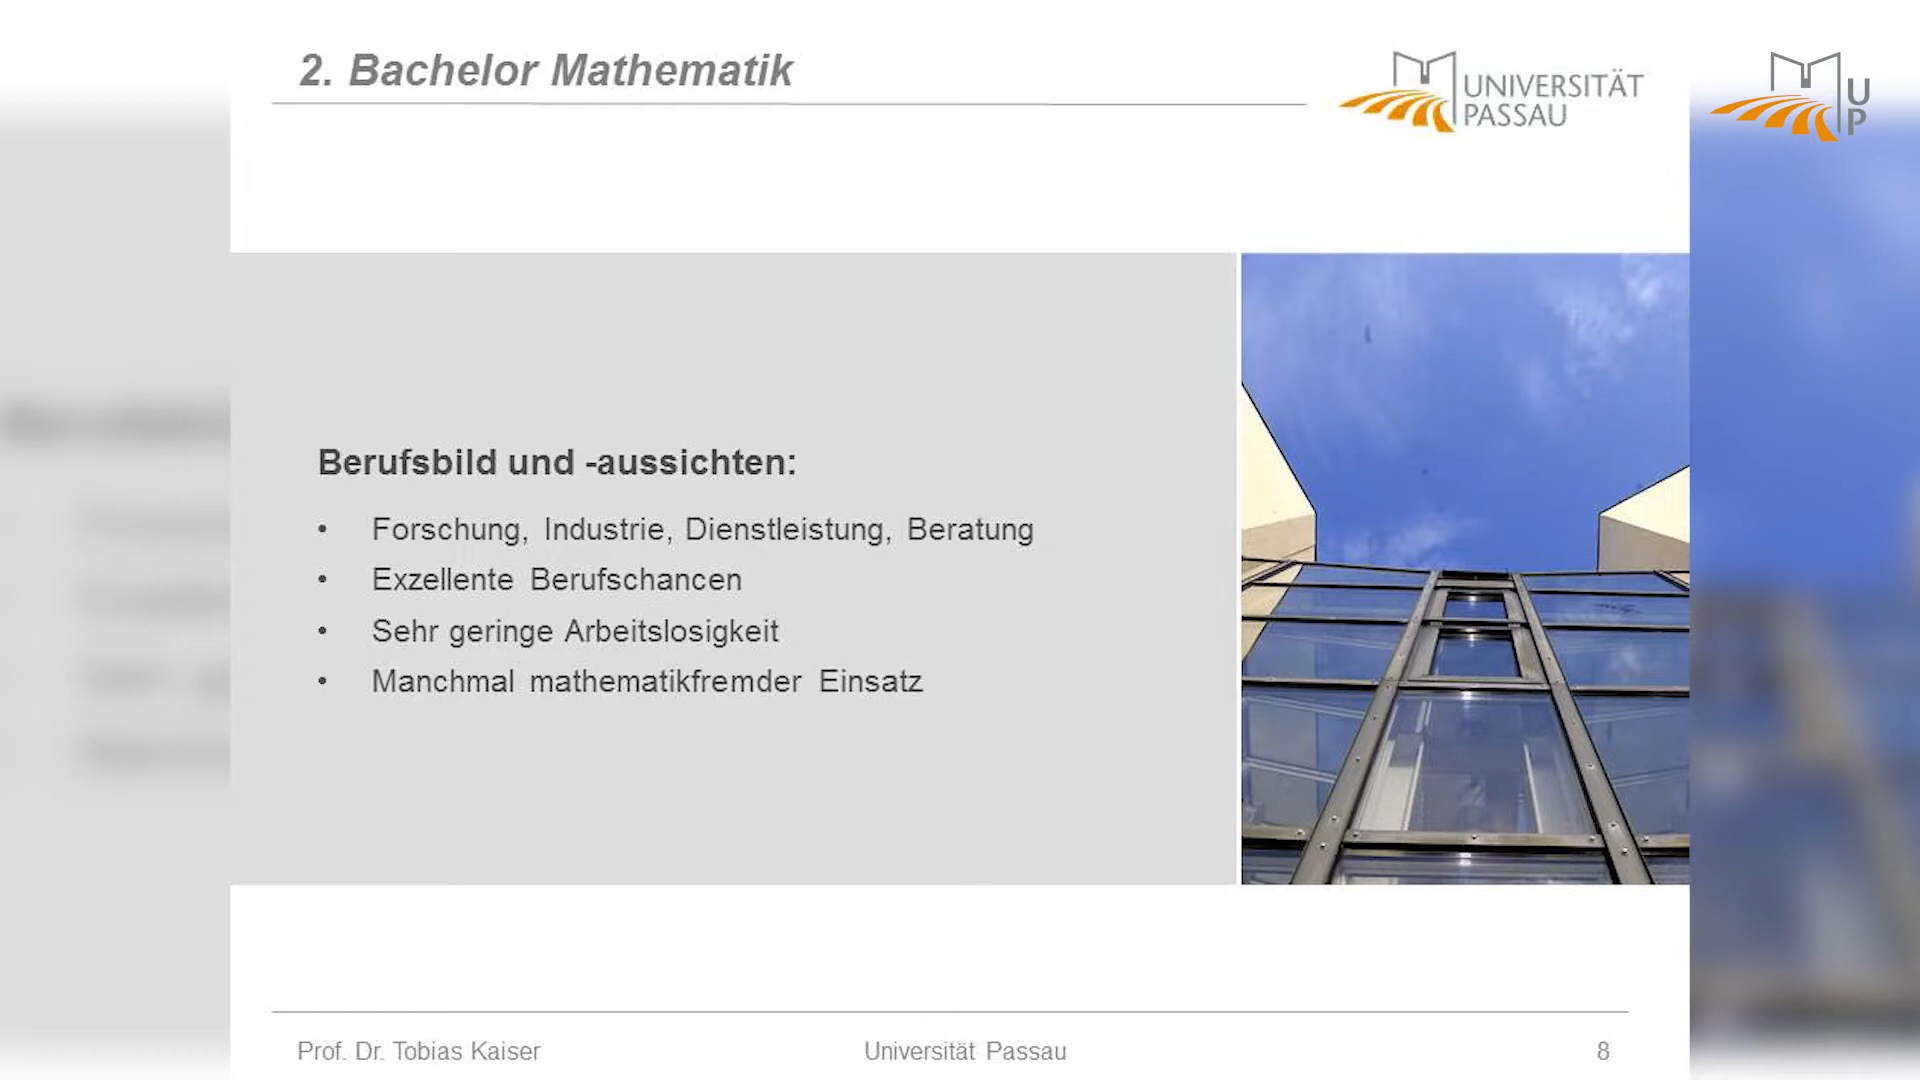 2. Bachelor Mathematik
UNIVERSITÄT
PASSAU
U
P
Berufsbild und -aussichten:
• Forschung, Industrie, Dienstleistung, Beratung
• Exzellente Berufschancen
• Sehr geringe Arbeitslosigkeit
• Manchmal mathematikfremder Einsatz
Prof. Dr. Tobias Kaiser
Universität Passau
8